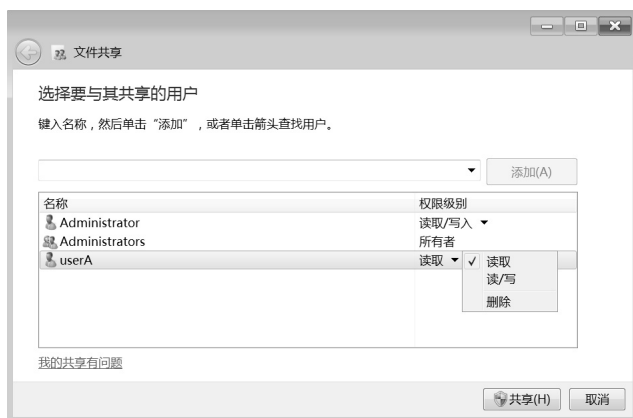 文件共享
选择要与其共享的用户
键入名称，然后单击“添加”，或者单击箭头查找用户。
添加(A)
名称 权限级别
Administrator 读取/写入
Administrators 所有者
userA 读取
读取
读/写
删除
我的共享有问题
共享(H) 取消